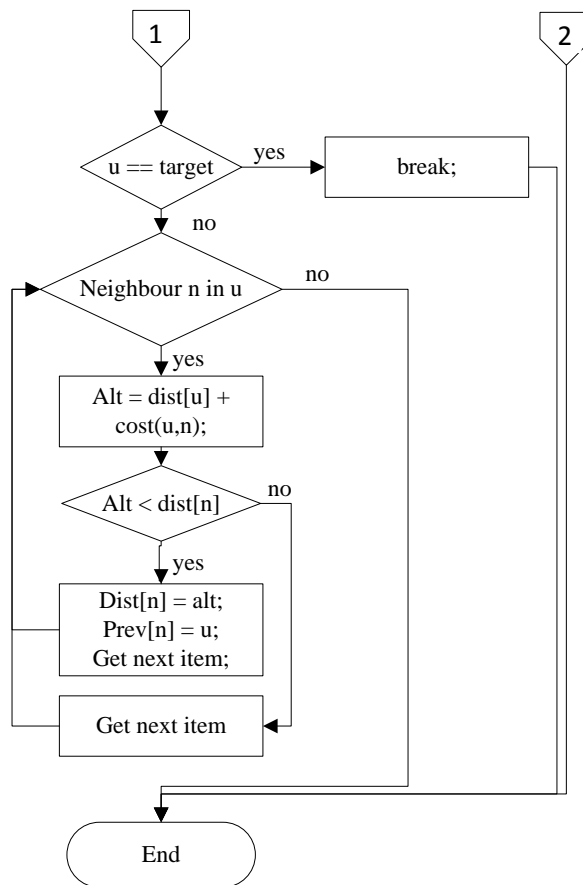 1
2
u == target
yes
break;
no
Neighbour n in u
no
yes
Alt = dist[u] +
cost(u,n);
Alt < dist[n]
no
yes
Dist[n] = alt;
Prev[n] = u;
Get next item;
Get next item
End